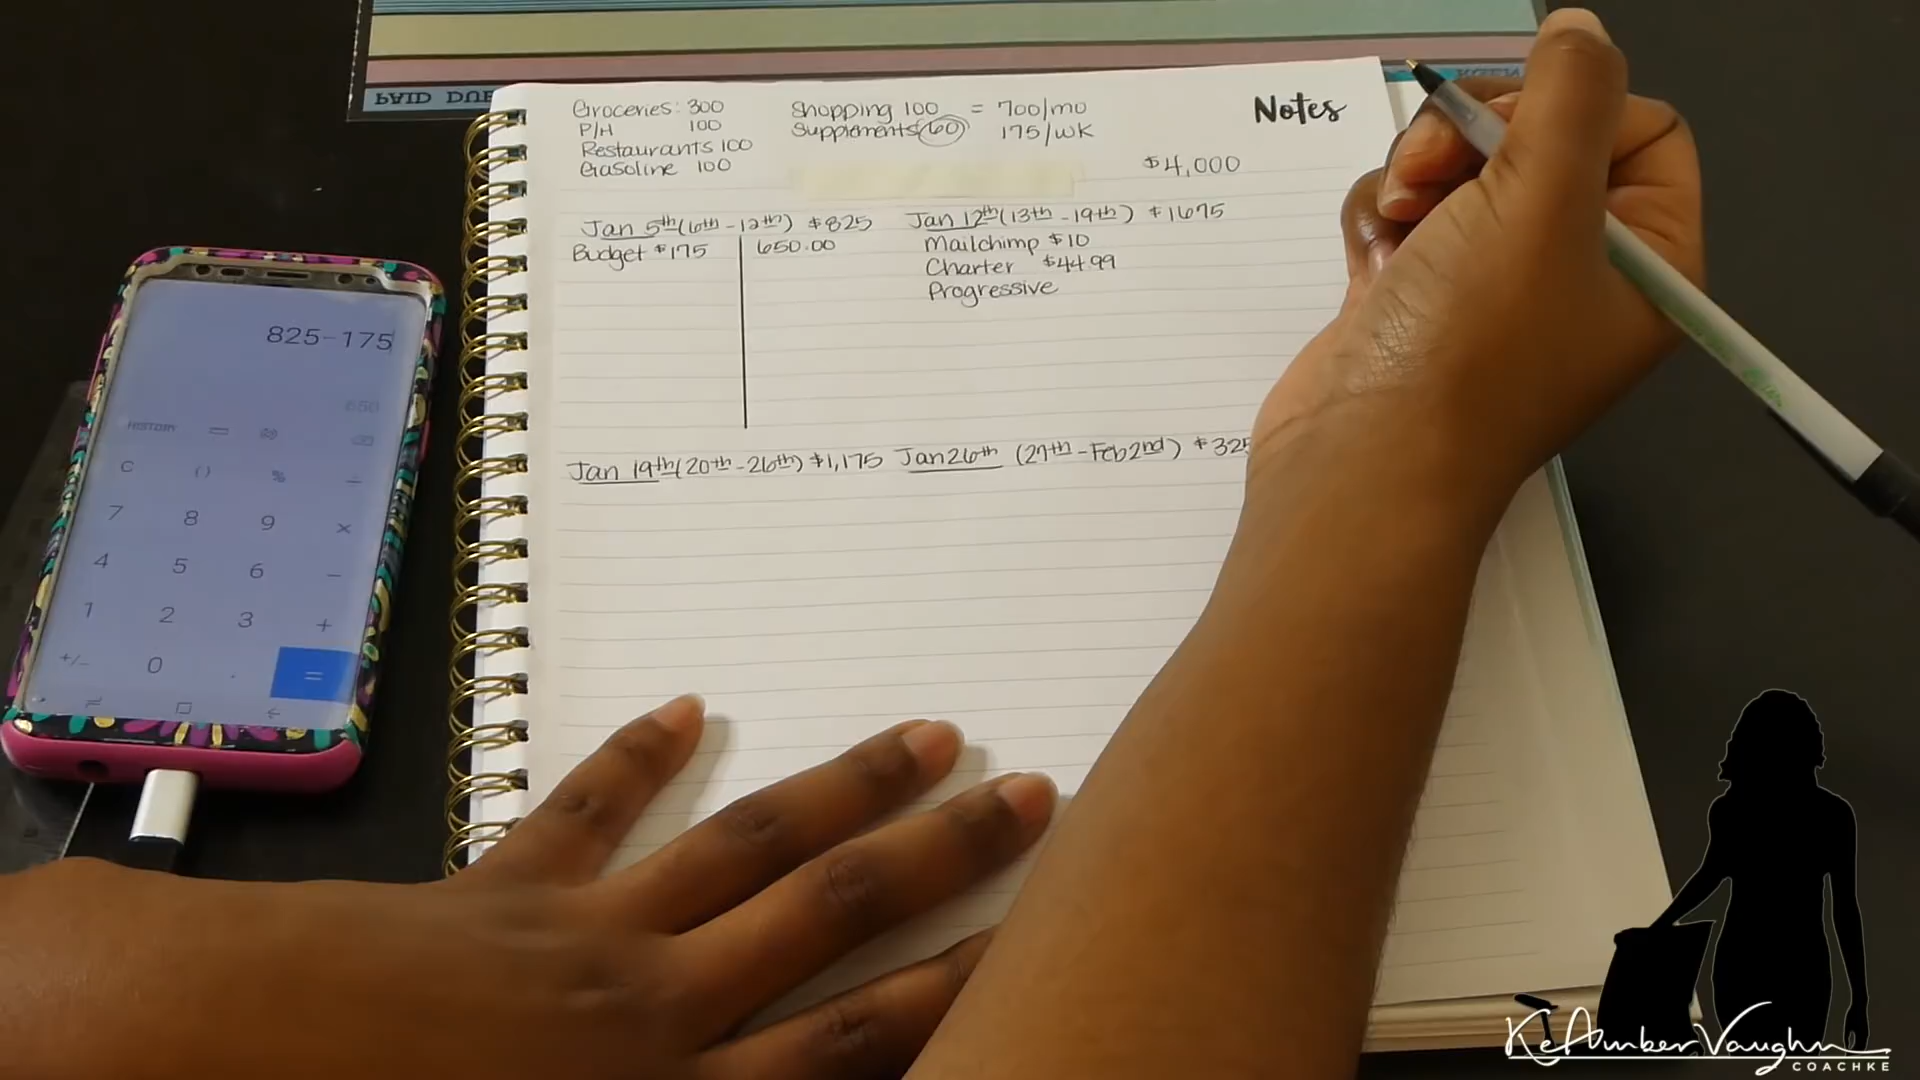 PAID DUE
Groceries: 300
P/H 100
Restaurants 100
Gasoline 100
Shopping 100 = 700/mo
Supplements (60) 175/wk
Notes
$4,000
Jan 5th (6th - 12th) $825
Budget $175 650.00
Jan 12th (13th - 19th) $1675
Mailchimp $10
Charter $44.99
Progressive
Jan 19th (20th - 26th) $1,175
Jan 26th (27th - Feb 2nd) $325
825-175
650
HISTORY
C ( ) % ÷
7 8 9 ×
4 5 6 −
1 2 3 +
+/− 0 . =
KeAmber Vaughn
COACHKE